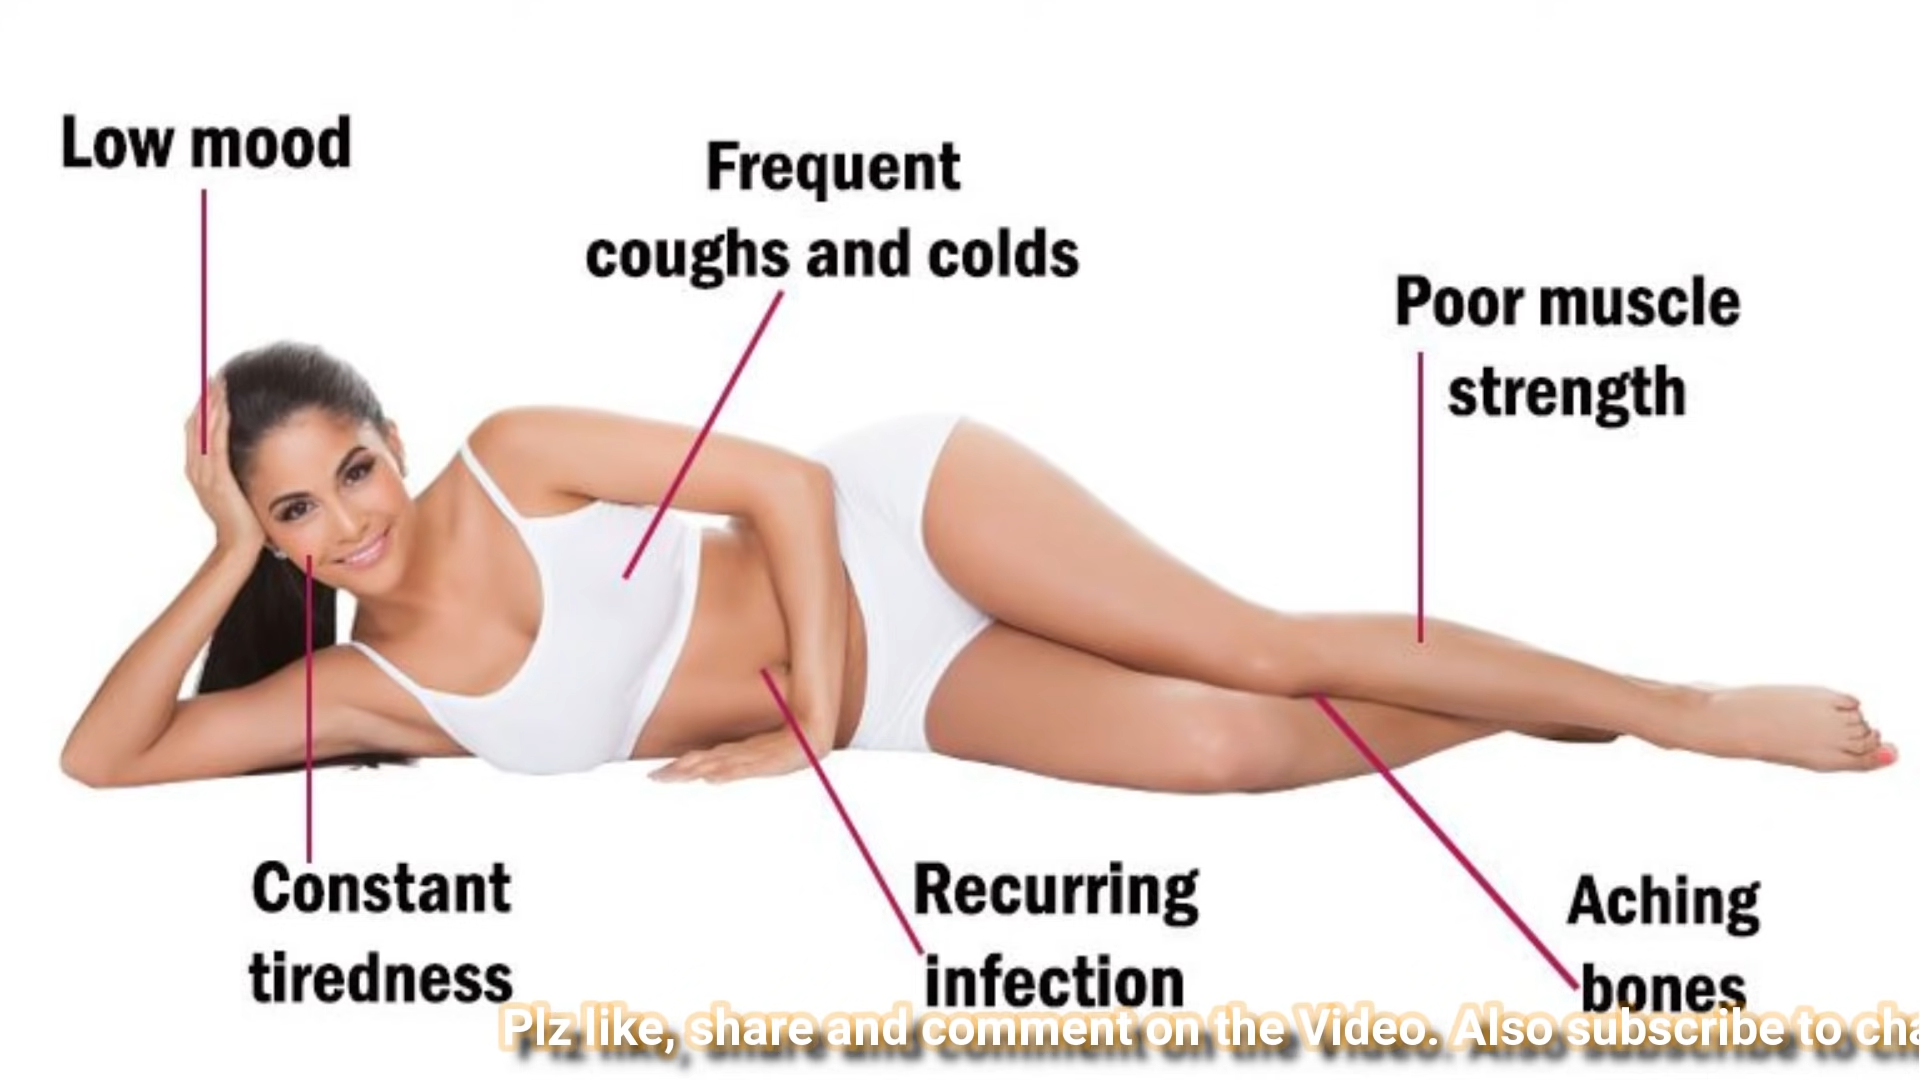 Low mood
Frequent
coughs and colds
Poor muscle
strength
Constant
tiredness
Recurring
infection
Aching
bones
Plz like, share and comment on the Video. Also subscribe to